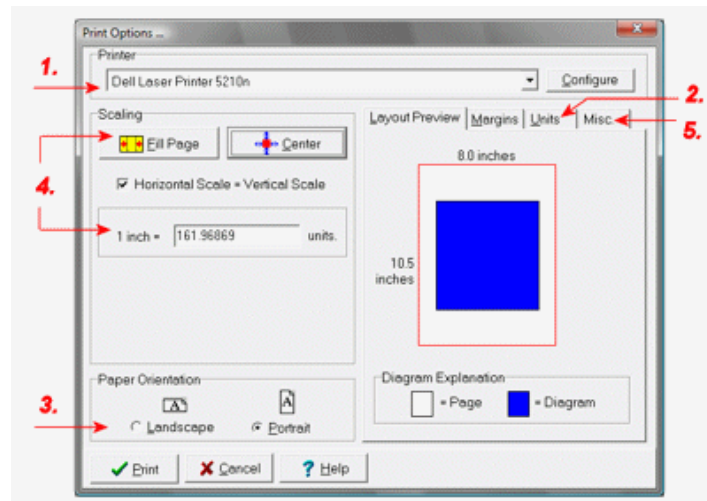 Print Options ...
Printer
1.
Dell Laser Printer 5210n
Configure
2.
Scaling
Fill Page
Center
Layout Preview
Margins
Units
Misc.
5.
4.
Horizontal Scale = Vertical Scale
8.0 inches
1 inch = 161.96869 units.
10.5
inches
Paper Orientation
3.
Landscape
Portrait
A
A
Diagram Explanation
= Page
= Diagram
Print
Cancel
? Help